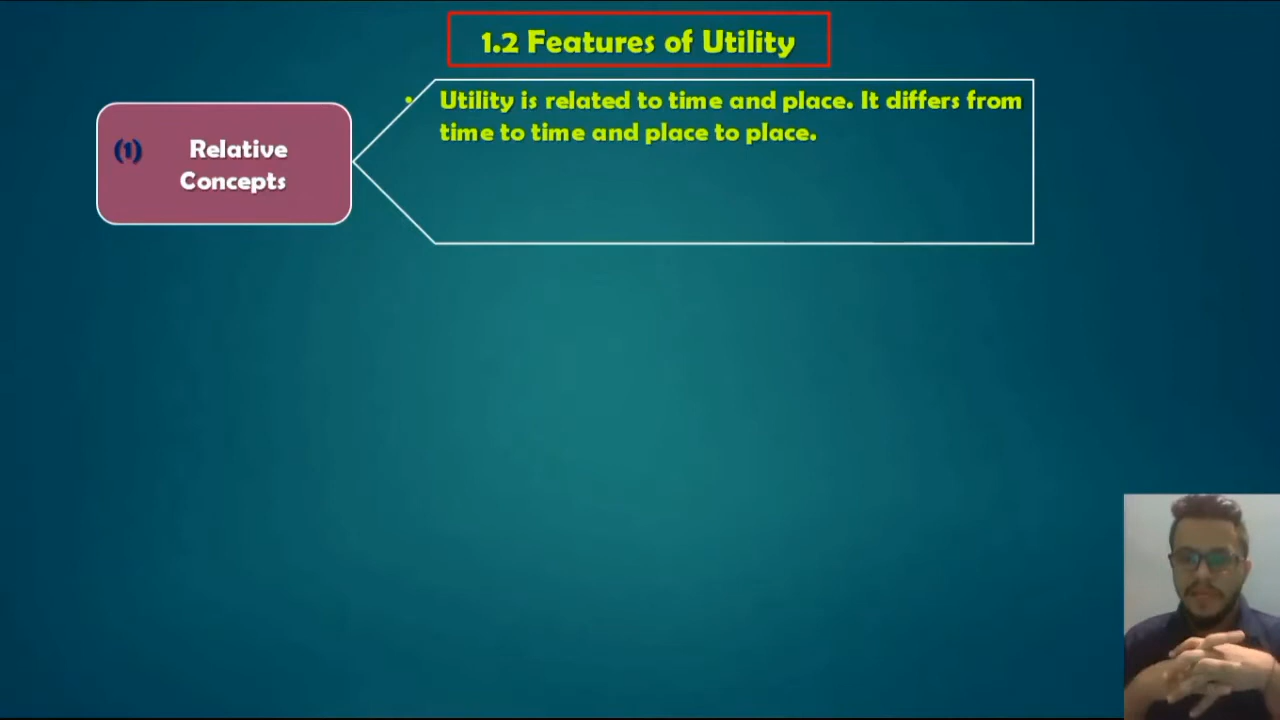 1.2 Features of Utility
(1) Relative
Concepts
• Utility is related to time and place. It differs from
time to time and place to place.